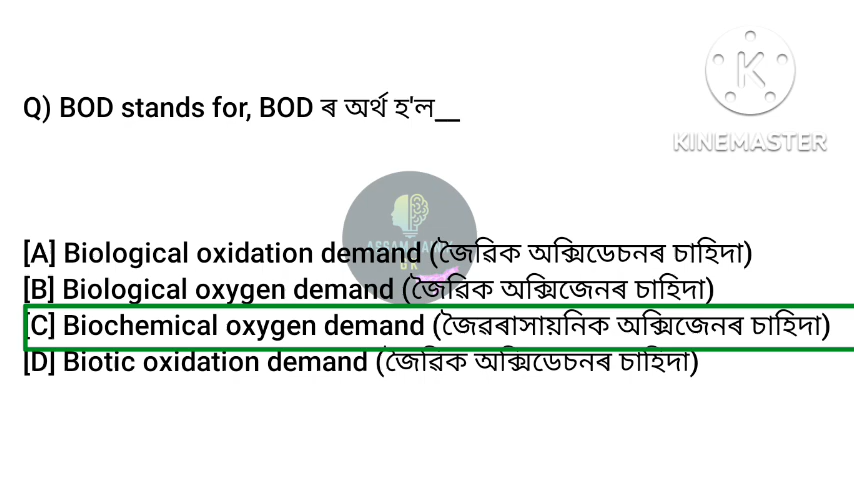 KINEMASTER
Q) BOD stands for, BOD ৰ অৰ্থ হ'ল__
[A] Biological oxidation demand (জৈৱিক অক্সিডেচনৰ চাহিদা)
[B] Biological oxygen demand (জৈৱিক অক্সিজেনৰ চাহিদা)
[C] Biochemical oxygen demand (জৈৱৰাসায়নিক অক্সিজেনৰ চাহিদা)
[D] Biotic oxidation demand (জৈৱিক অক্সিডেচনৰ চাহিদা)